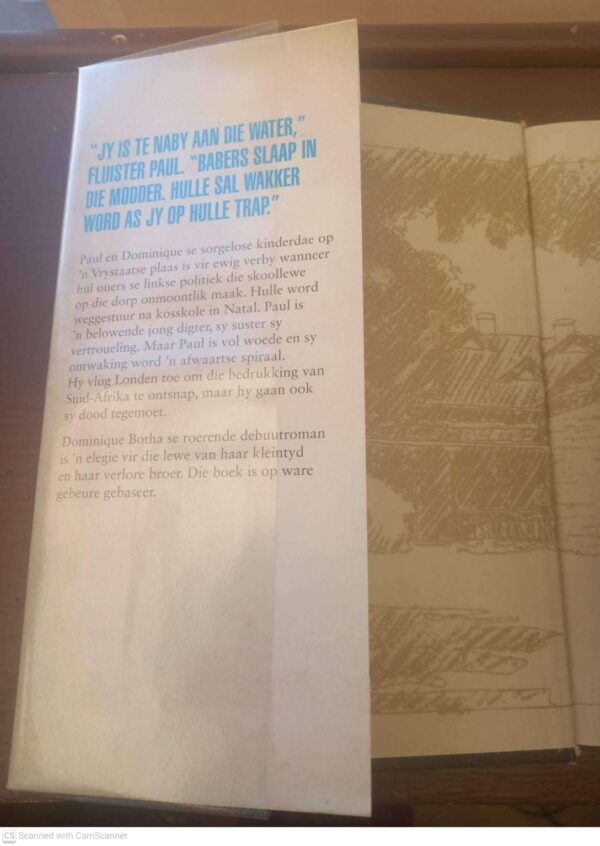 "JY IS TE NABY AAN DIE WATER,"
FLUISTER PAUL. "BABERS SLAAP IN
DIE MODDER. HULLE SAL WAKKER
WORD AS JY OP HULLE TRAP."
Paul en Dominique se sorgelose kinderdae op
'n Vrystaatse plaas is vir ewig verby wanneer
hul ouers se linkse politiek die skoollewe
op die dorp onmoontlik maak. Hulle word
weggestuur na kosskole in Natal. Paul is
'n belowende jong digter, sy suster sy
vertroueling. Maar Paul is vol woede en sy
ontwaking word 'n afwaartse spiraal.
Hy vlug Londen toe om die bedrukking van
Suid-Afrika te ontsnap, maar hy gaan ook
sy dood tegemoet.
Dominique Botha se roerende debuutroman
is 'n elegie vir die lewe van haar kleintyd
en haar verlore broer. Die boek is op ware
gebeure gebaseer.
CS Scanned with CamScanner